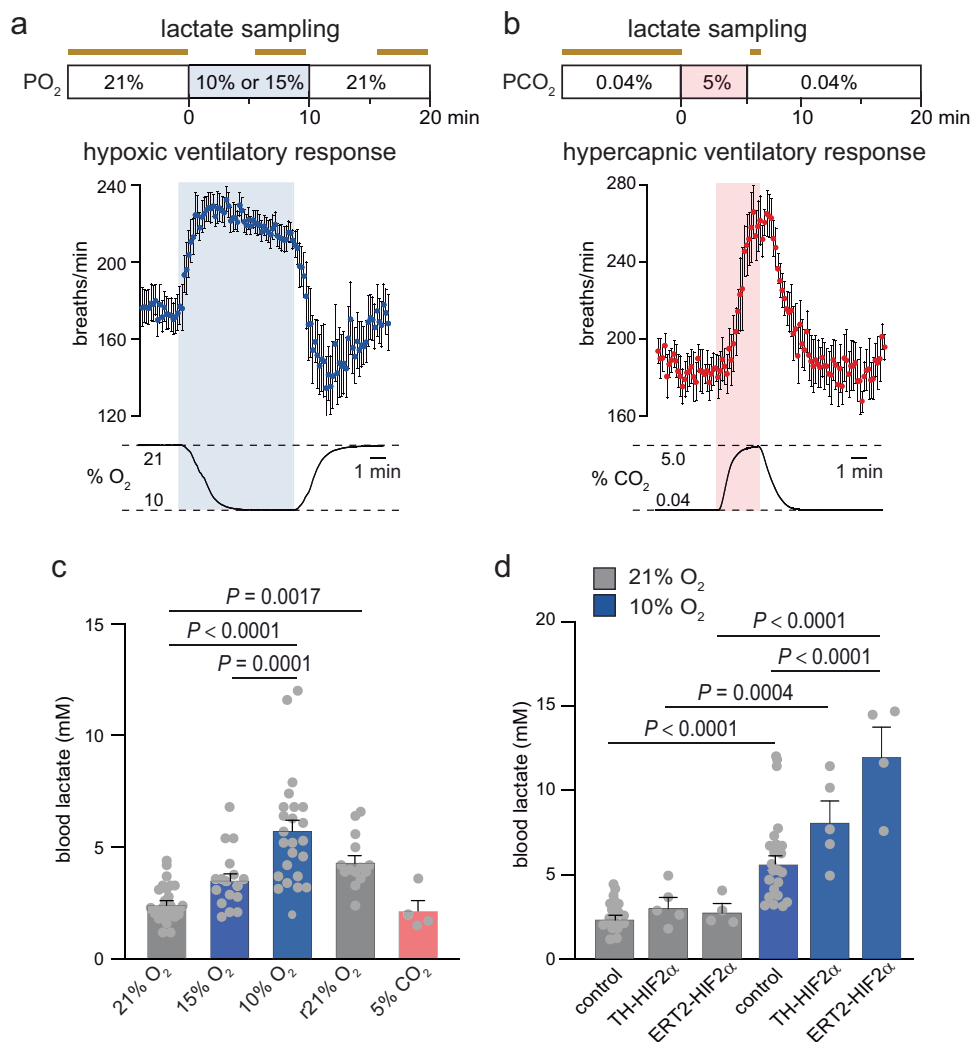 a
lactate sampling
PO2
21%
10% or 15%
21%
0
10
20 min
hypoxic ventilatory response
breaths/min
240
200
160
120
% O2
21
10
1 min
b
lactate sampling
PCO2
0.04%
5%
0.04%
0
10
20 min
hypercapnic ventilatory response
breaths/min
280
240
200
160
% CO2
5.0
0.04
1 min
c
P = 0.0017
P < 0.0001
P = 0.0001
blood lactate (mM)
15
10
5
0
21% O2
15% O2
10% O2
r21% O2
5% CO2
d
21% O2
10% O2
P < 0.0001
P < 0.0001
P = 0.0004
P < 0.0001
blood lactate (mM)
20
15
10
5
0
control
TH-HIF2α
ERT2-HIF2α
control
TH-HIF2α
ERT2-HIF2α